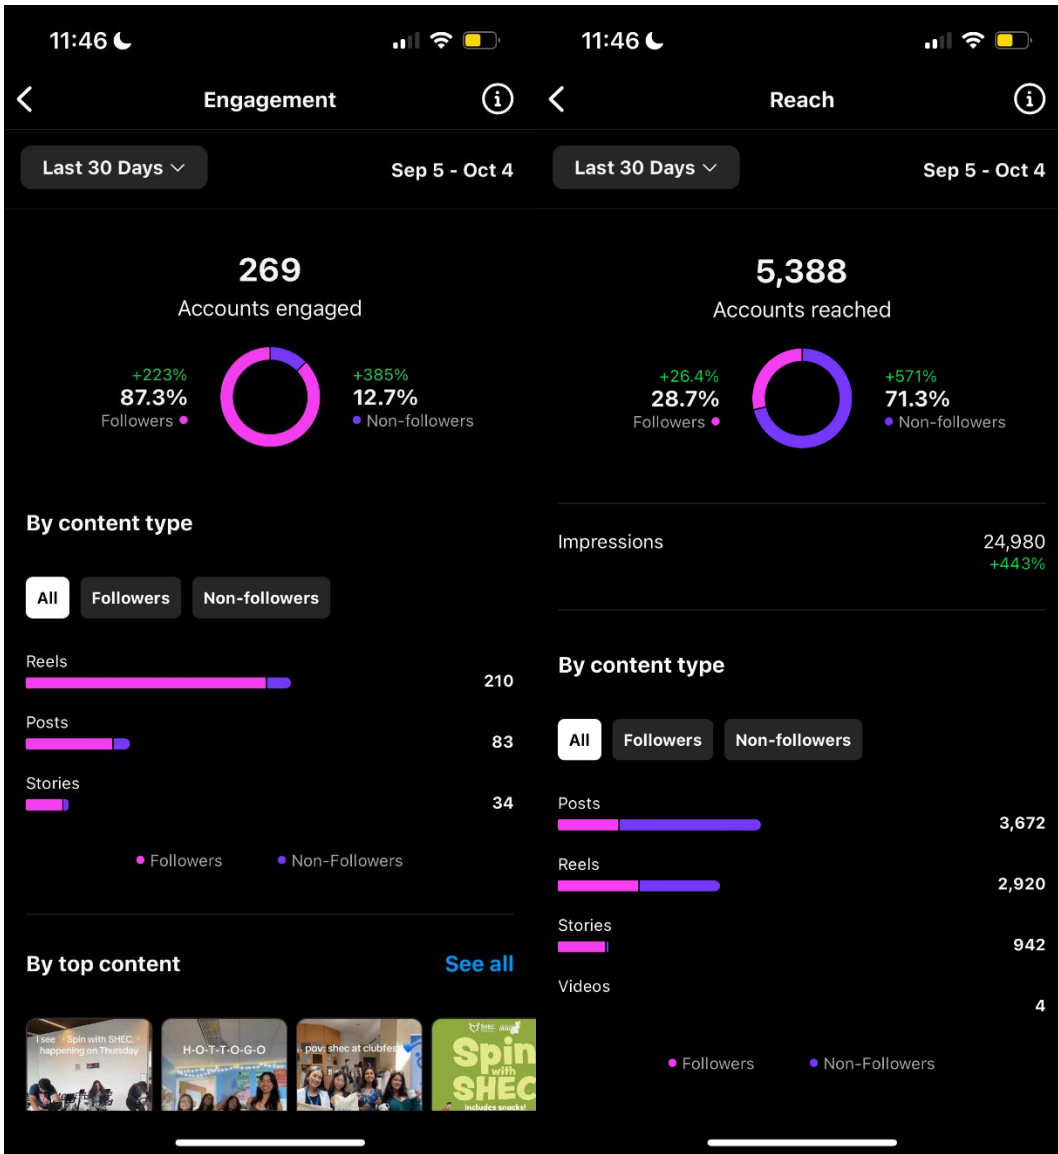 11:46
Engagement
Last 30 Days
Sep 5 - Oct 4
269
Accounts engaged
+223%
87.3%
Followers
+385%
12.7%
Non-followers
By content type
All Followers Non-followers
Reels
210
Posts
83
Stories
34
Followers Non-Followers
By top content See all
I see ✨Spin with SHEC✨
happening on Thursday
H-O-T-T-O-G-O
pov: shec at clubfest
SHEC
Spin
with
SHEC
Includes snacks!
11:46
Reach
Last 30 Days
Sep 5 - Oct 4
5,388
Accounts reached
+26.4%
28.7%
Followers
+571%
71.3%
Non-followers
Impressions 24,980
+443%
By content type
All Followers Non-followers
Posts
3,672
Reels
2,920
Stories
942
Videos
4
Followers Non-Followers